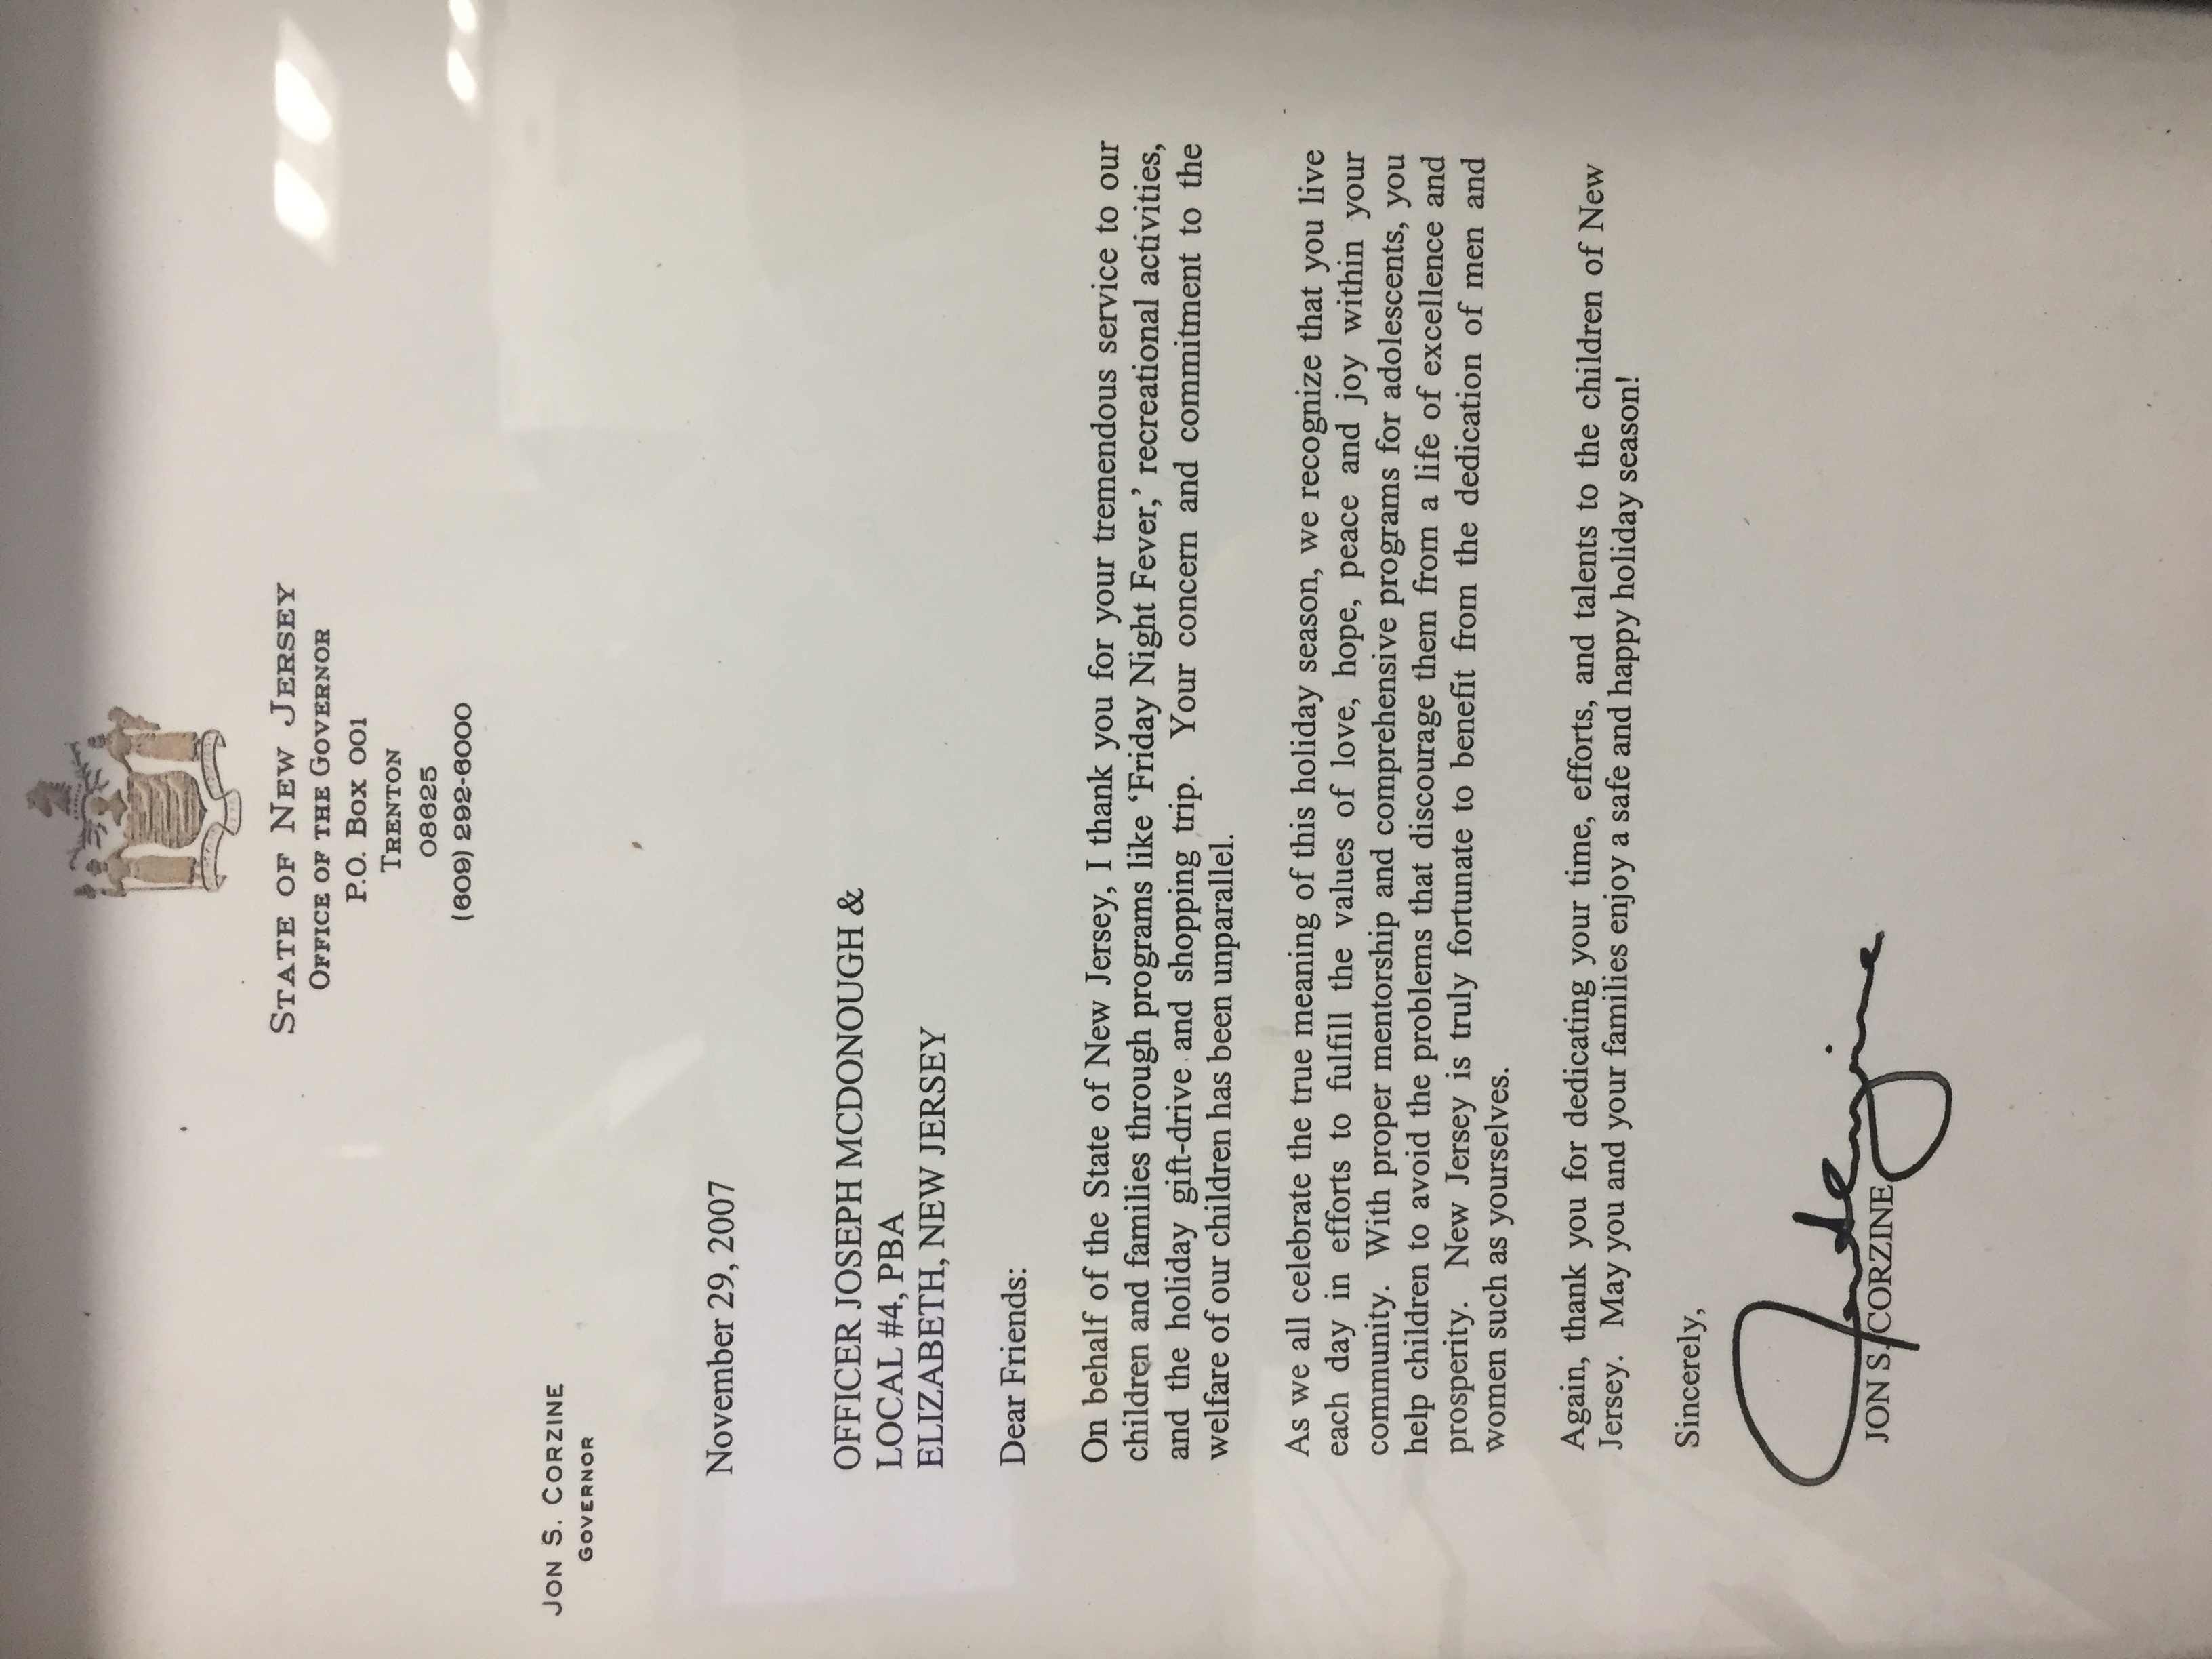 STATE OF NEW JERSEY
OFFICE OF THE GOVERNOR
P.O. BOX 001
TRENTON
08625
(609) 292-6000
JON S. CORZINE
GOVERNOR
November 29, 2007
OFFICER JOSEPH MCDONOUGH &
LOCAL #4, PBA
ELIZABETH, NEW JERSEY
Dear Friends:
On behalf of the State of New Jersey, I thank you for your tremendous service to our
children and families through programs like ‘Friday Night Fever,’ recreational activities,
and the holiday gift-drive and shopping trip. Your concern and commitment to the
welfare of our children has been unparallel.
As we all celebrate the true meaning of this holiday season, we recognize that you live
each day in efforts to fulfill the values of love, hope, peace and joy within your
community. With proper mentorship and comprehensive programs for adolescents, you
help children to avoid the problems that discourage them from a life of excellence and
prosperity. New Jersey is truly fortunate to benefit from the dedication of men and
women such as yourselves.
Again, thank you for dedicating your time, efforts, and talents to the children of New
Jersey. May you and your families enjoy a safe and happy holiday season!
Sincerely,
JON S. CORZINE